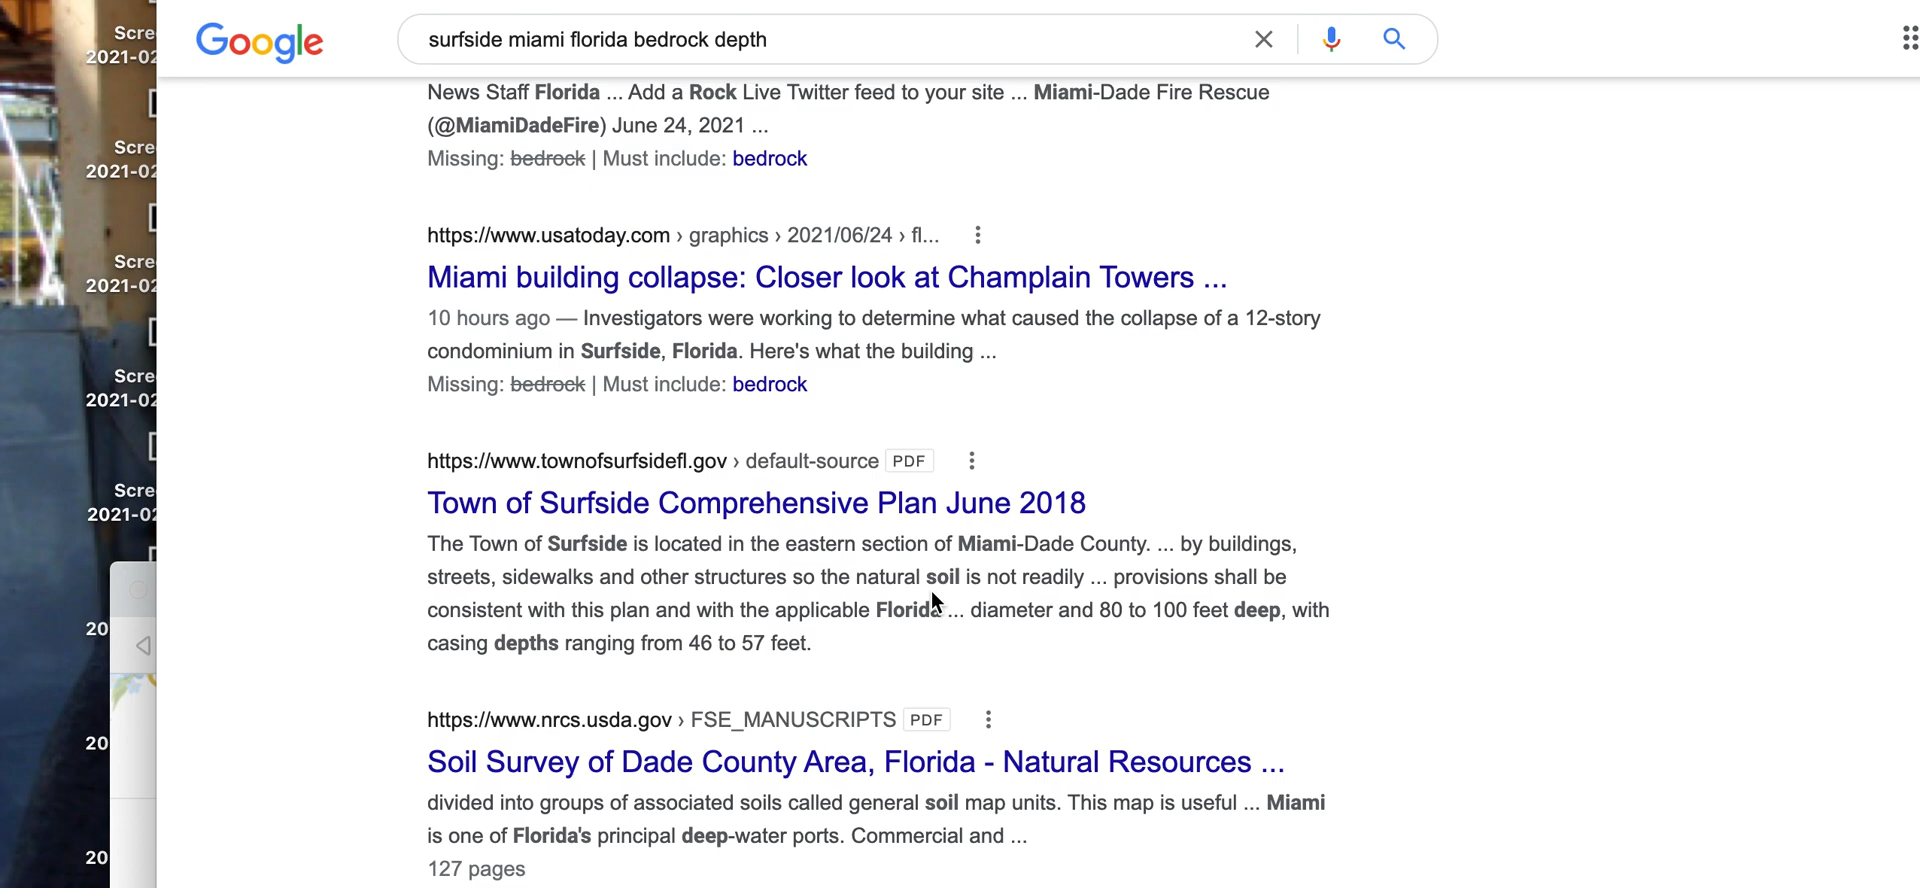 Google
surfside miami florida bedrock depth
News Staff Florida ... Add a Rock Live Twitter feed to your site ... Miami-Dade Fire Rescue
(@MiamiDadeFire) June 24, 2021 ...
Missing: bedrock | Must include: bedrock
https://www.usatoday.com › graphics › 2021/06/24 › fl...
Miami building collapse: Closer look at Champlain Towers ...
10 hours ago — Investigators were working to determine what caused the collapse of a 12-story
condominium in Surfside, Florida. Here's what the building ...
Missing: bedrock | Must include: bedrock
https://www.townofsurfsidefl.gov › default-source PDF
Town of Surfside Comprehensive Plan June 2018
The Town of Surfside is located in the eastern section of Miami-Dade County. ... by buildings,
streets, sidewalks and other structures so the natural soil is not readily ... provisions shall be
consistent with this plan and with the applicable Florida ... diameter and 80 to 100 feet deep, with
casing depths ranging from 46 to 57 feet.
https://www.nrcs.usda.gov › FSE_MANUSCRIPTS PDF
Soil Survey of Dade County Area, Florida - Natural Resources ...
divided into groups of associated soils called general soil map units. This map is useful ... Miami
is one of Florida's principal deep-water ports. Commercial and ...
127 pages
Scre
2021-02
Scre
2021-02
Scre
2021-02
Scre
2021-02
Scre
2021-02
20
20
20